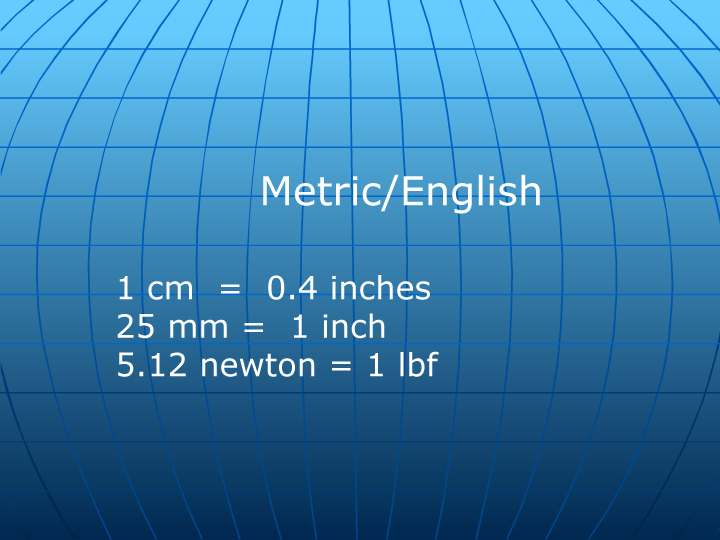 Metric/English
1 cm  =  0.4 inches
25 mm =  1 inch
5.12 newton = 1 lbf